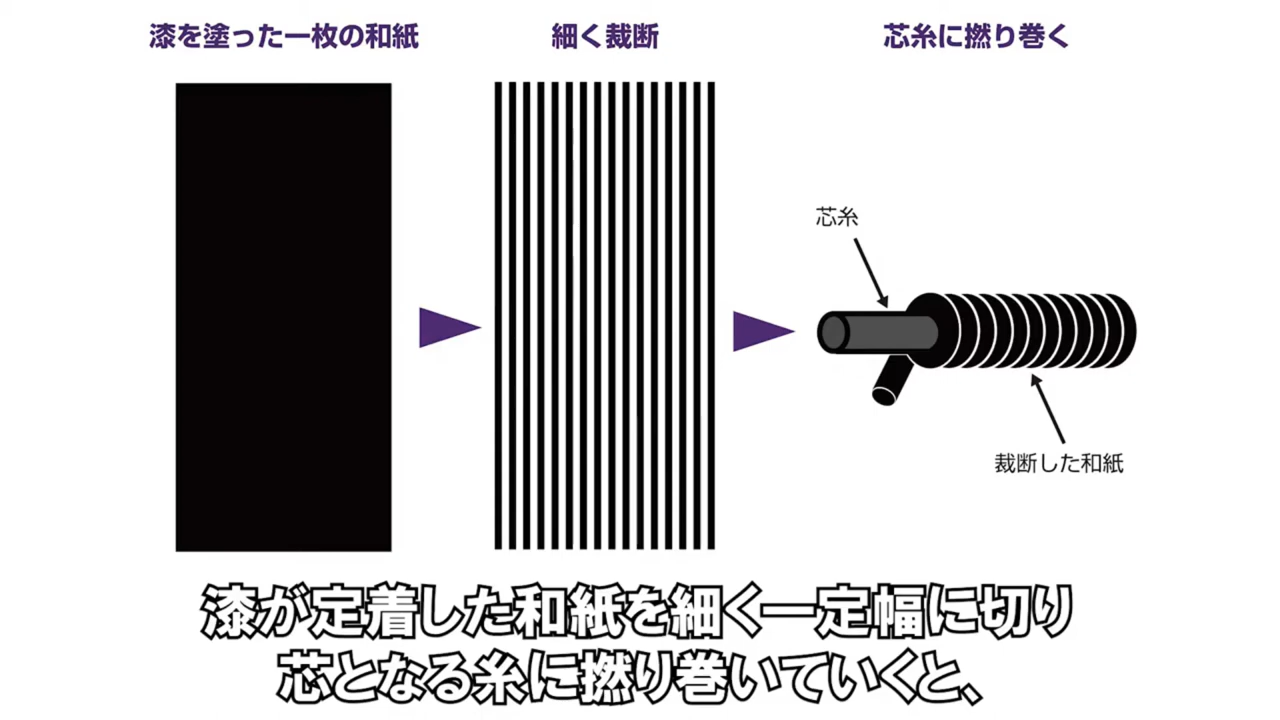 漆を塗った一枚の和紙
細く裁断
芯糸に撚り巻く
芯糸
裁断した和紙
漆が定着した和紙を細く一定幅に切り
芯となる糸に撚り巻いていくと、